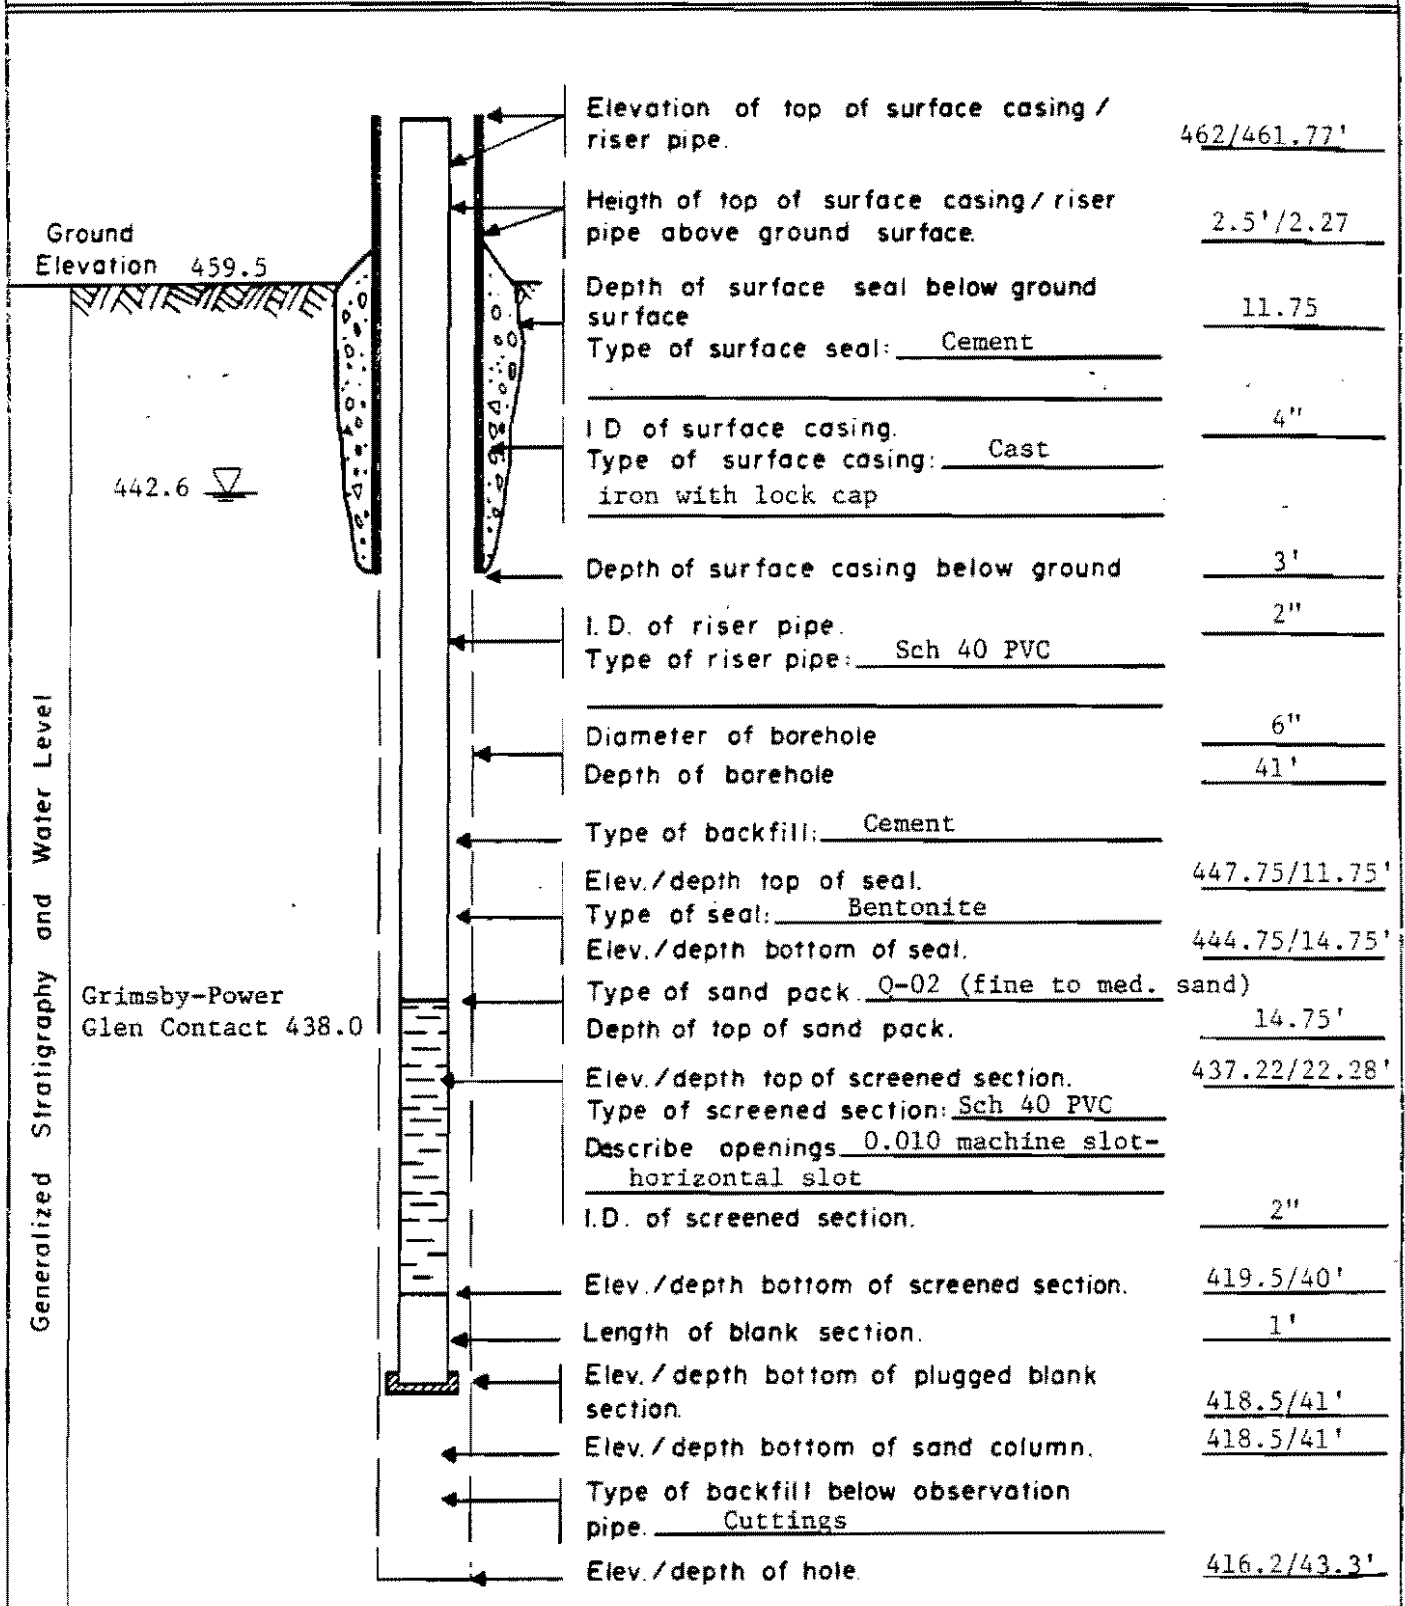 Elevation of top of surface casing /
riser pipe. 462/461.77'
Heigth of top of surface casing / riser
pipe above ground surface. 2.5'/2.27
Ground
Elevation 459.5
Depth of surface seal below ground
surface 11.75
Type of surface seal: Cement
I D of surface casing. 4"
Type of surface casing: Cast
iron with lock cap
442.6
Depth of surface casing below ground 3'
I. D. of riser pipe. 2"
Type of riser pipe: Sch 40 PVC
Diameter of borehole 6"
Depth of borehole 41'
Type of backfill: Cement
Elev./depth top of seal. 447.75/11.75'
Type of seal: Bentonite
Elev./depth bottom of seal. 444.75/14.75'
Type of sand pack. Q-02 (fine to med. sand)
Depth of top of sand pack. 14.75'
Grimsby-Power
Glen Contact 438.0
Elev./depth top of screened section. 437.22/22.28'
Type of screened section: Sch 40 PVC
Describe openings 0.010 machine slot-
horizontal slot
I.D. of screened section. 2"
Elev./depth bottom of screened section. 419.5/40'
Length of blank section. 1'
Elev./depth bottom of plugged blank
section. 418.5/41'
Elev./depth bottom of sand column. 418.5/41'
Type of backfill below observation
pipe. Cuttings
Elev./depth of hole. 416.2/43.3'
Generalized Stratigraphy and Water Level